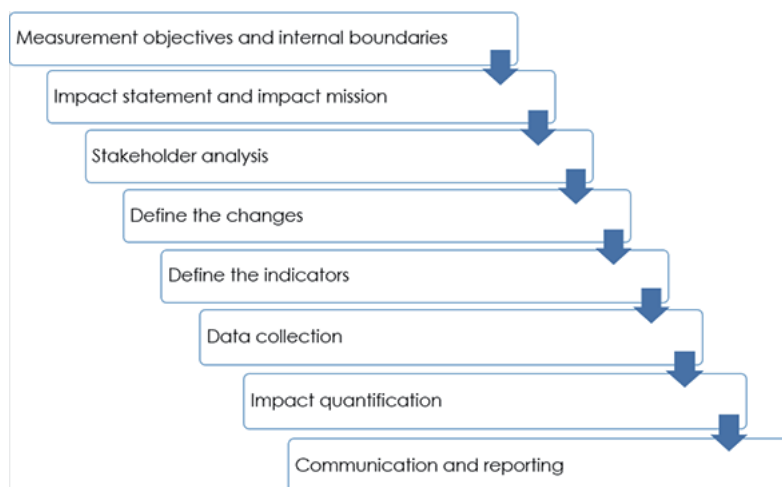 Measurement objectives and internal boundaries
Impact statement and impact mission
Stakeholder analysis
Define the changes
Define the indicators
Data collection
Impact quantification
Communication and reporting